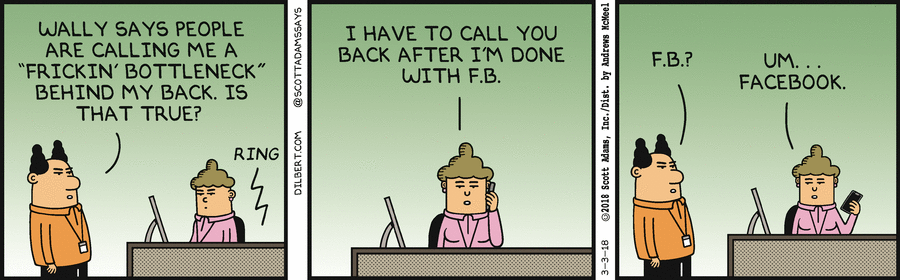 WALLY SAYS PEOPLE
ARE CALLING ME A
“FRICKIN’ BOTTLENECK”
BEHIND MY BACK. IS
THAT TRUE?
RING
DILBERT.COM @SCOTTADAMSSAYS
I HAVE TO CALL YOU
BACK AFTER I'M DONE
WITH F.B.
3-3-18 ©2018 Scott Adams, Inc./Dist. by Andrews McMeel
F.B.?
UM...
FACEBOOK.